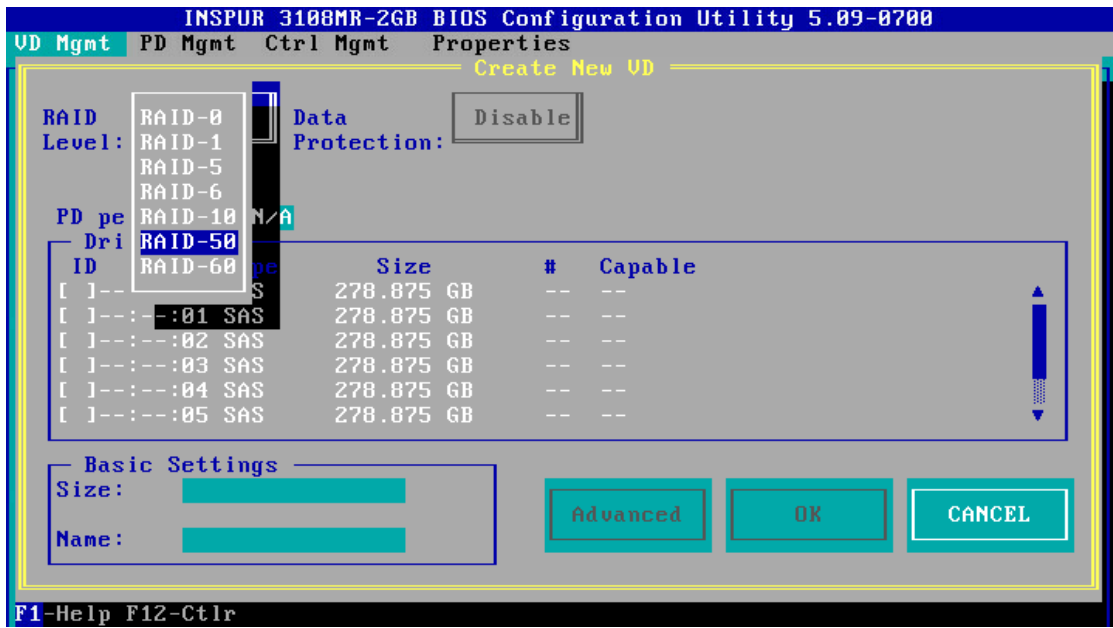 INSPUR 3108MR-2GB BIOS Configuration Utility 5.09-0700
VD Mgmt PD Mgmt Ctrl Mgmt Properties
Create New VD
RAID Level:
RAID-0
RAID-1
RAID-5
RAID-6
RAID-10
RAID-50
RAID-60
Data Protection:
Disable
PD pe N/A
Dri
ID pe Size # Capable
[ ]-- S 278.875 GB -- --
[ ]--:--:01 SAS 278.875 GB -- --
[ ]--:--:02 SAS 278.875 GB -- --
[ ]--:--:03 SAS 278.875 GB -- --
[ ]--:--:04 SAS 278.875 GB -- --
[ ]--:--:05 SAS 278.875 GB -- --
Basic Settings
Size:
Name:
Advanced
OK
CANCEL
F1-Help F12-Ctlr